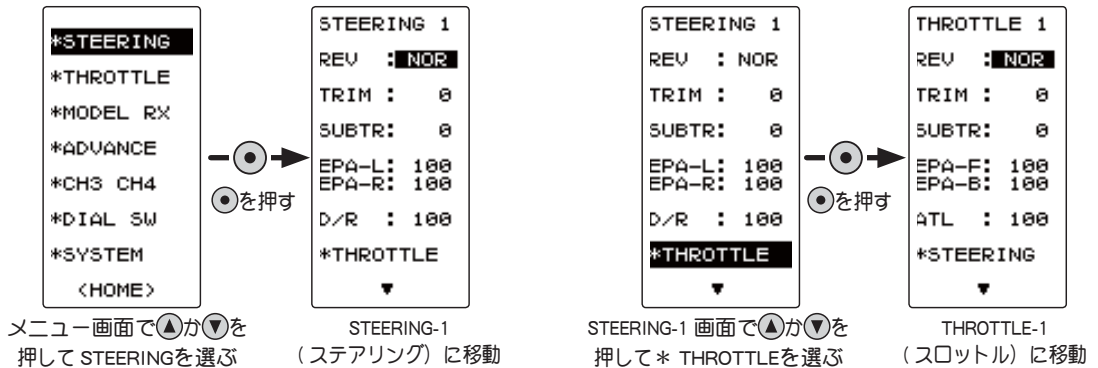 *STEERING
*THROTTLE
*MODEL RX
*ADVANCE
*CH3 CH4
*DIAL SW
*SYSTEM
<HOME>
メニュー画面で▲か▼を
押して STEERINGを選ぶ
●を押す
STEERING 1
REV : NOR
TRIM : 0
SUBTR: 0
EPA-L: 100
EPA-R: 100
D/R : 100
*THROTTLE
▼
STEERING-1
(ステアリング) に移動
STEERING 1
REV : NOR
TRIM : 0
SUBTR: 0
EPA-L: 100
EPA-R: 100
D/R : 100
*THROTTLE
▼
STEERING-1 画面で▲か▼を
押して* THROTTLEを選ぶ
●を押す
THROTTLE 1
REV : NOR
TRIM : 0
SUBTR: 0
EPA-F: 100
EPA-B: 100
ATL : 100
*STEERING
▼
THROTTLE-1
(スロットル) に移動